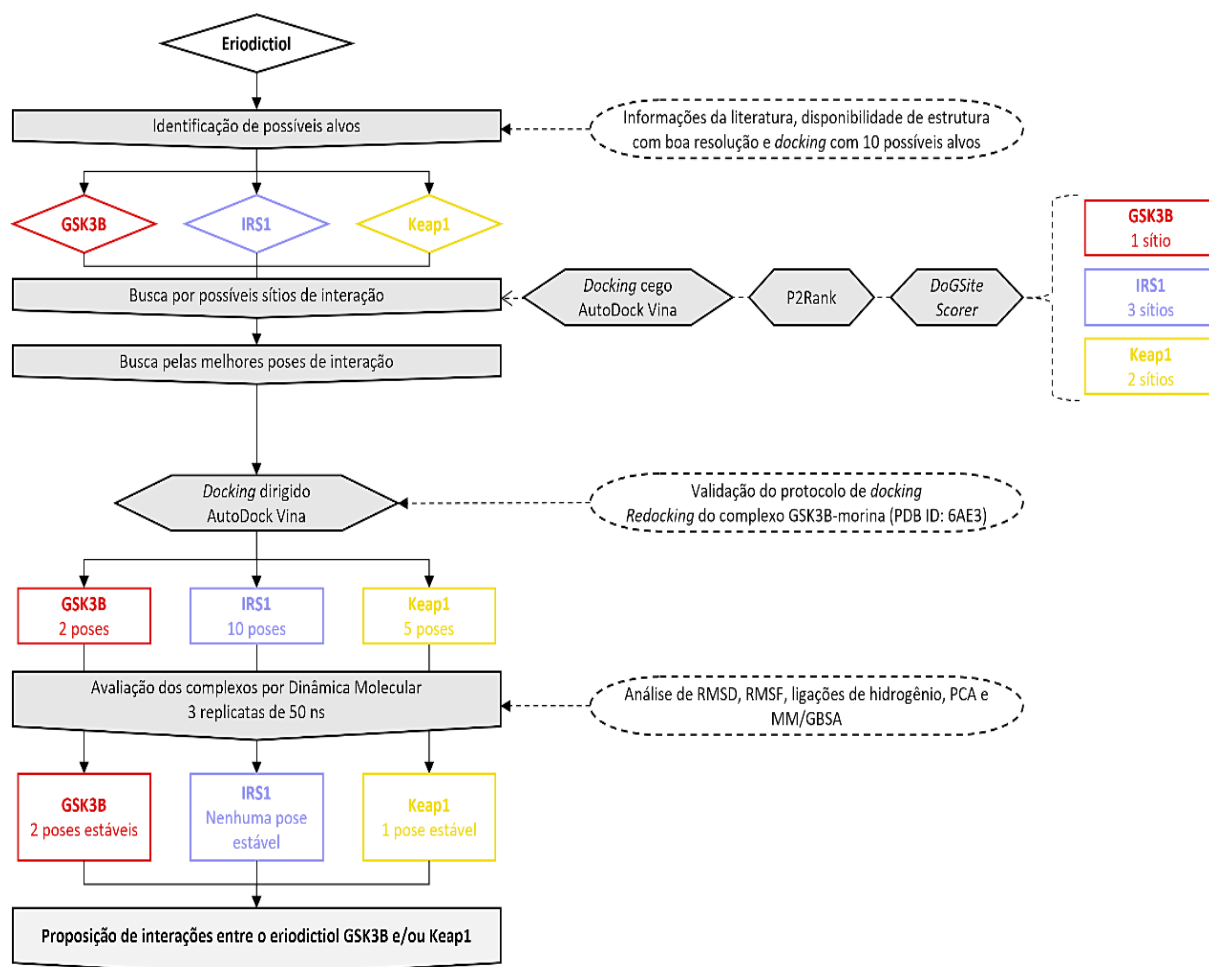 Eriodictiol
Identificação de possíveis alvos
Informações da literatura, disponibilidade de estrutura
com boa resolução e docking com 10 possíveis alvos
GSK3B
IRS1
Keap1
Busca por possíveis sítios de interação
Docking cego
AutoDock Vina
P2Rank
DoGSite
Scorer
GSK3B
1 sítio
IRS1
3 sítios
Keap1
2 sítios
Busca pelas melhores poses de interação
Docking dirigido
AutoDock Vina
Validação do protocolo de docking
Redocking do complexo GSK3B-morina (PDB ID: 6AE3)
GSK3B
2 poses
IRS1
10 poses
Keap1
5 poses
Avaliação dos complexos por Dinâmica Molecular
3 replicatas de 50 ns
Análise de RMSD, RMSF, ligações de hidrogênio, PCA e
MM/GBSA
GSK3B
2 poses estáveis
IRS1
Nenhuma pose
estável
Keap1
1 pose estável
Proposição de interações entre o eriodictiol GSK3B e/ou Keap1